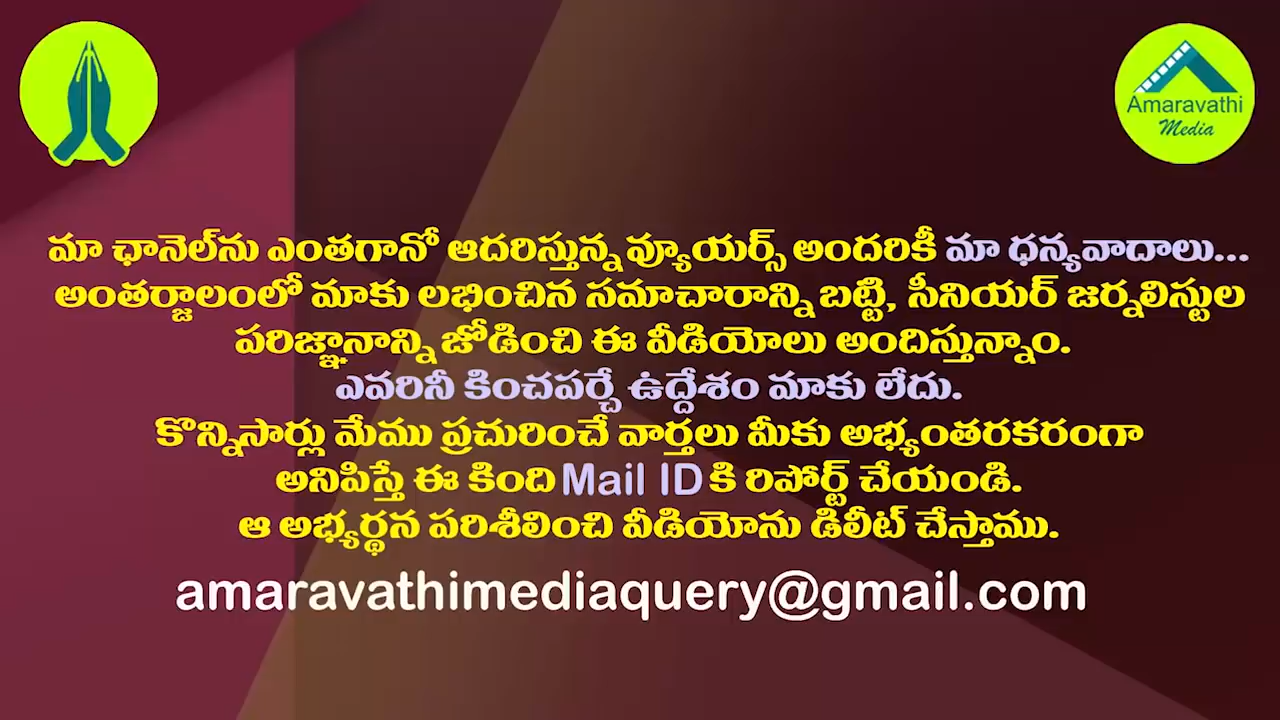 Amaravathi
Media
మా ఛానెల్‌ను ఎంతగానో ఆదరిస్తున్న వ్యూయర్స్ అందరికీ మా ధన్యవాదాలు...
అంతర్జాలంలో మాకు లభించిన సమాచారాన్ని బట్టి, సీనియర్ జర్నలిస్టుల
పరిజ్ఞానాన్ని జోడించి ఈ వీడియోలు అందిస్తున్నాం.
ఎవరినీ కించపర్చే ఉద్దేశం మాకు లేదు.
కొన్నిసార్లు మేము ప్రచురించే వార్తలు మీకు అభ్యంతరకరంగా
అనిపిస్తే ఈ కింది Mail ID కి రిపోర్ట్ చేయండి.
ఆ అభ్యర్థన పరిశీలించి వీడియోను డిలీట్ చేస్తాము.
amaravathimediaquery@gmail.com